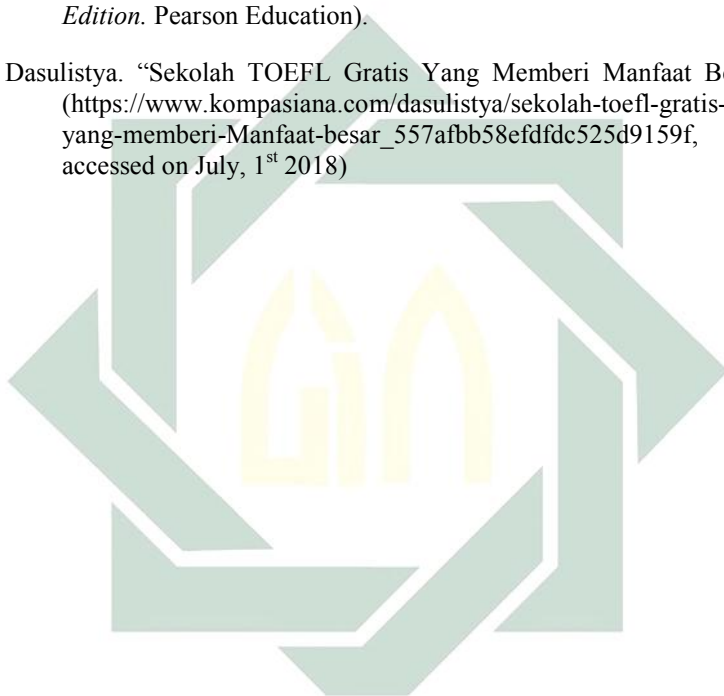 Edition. Pearson Education).
Dasulistya. “Sekolah TOEFL Gratis Yang Memberi Manfaat
(https://www.kompasiana.com/dasulistya/sekolah-toefl-gratis-
yang-memberi-Manfaat-besar_557afbb58efdfdc525d9159f,
accessed on July, 1st 2018)